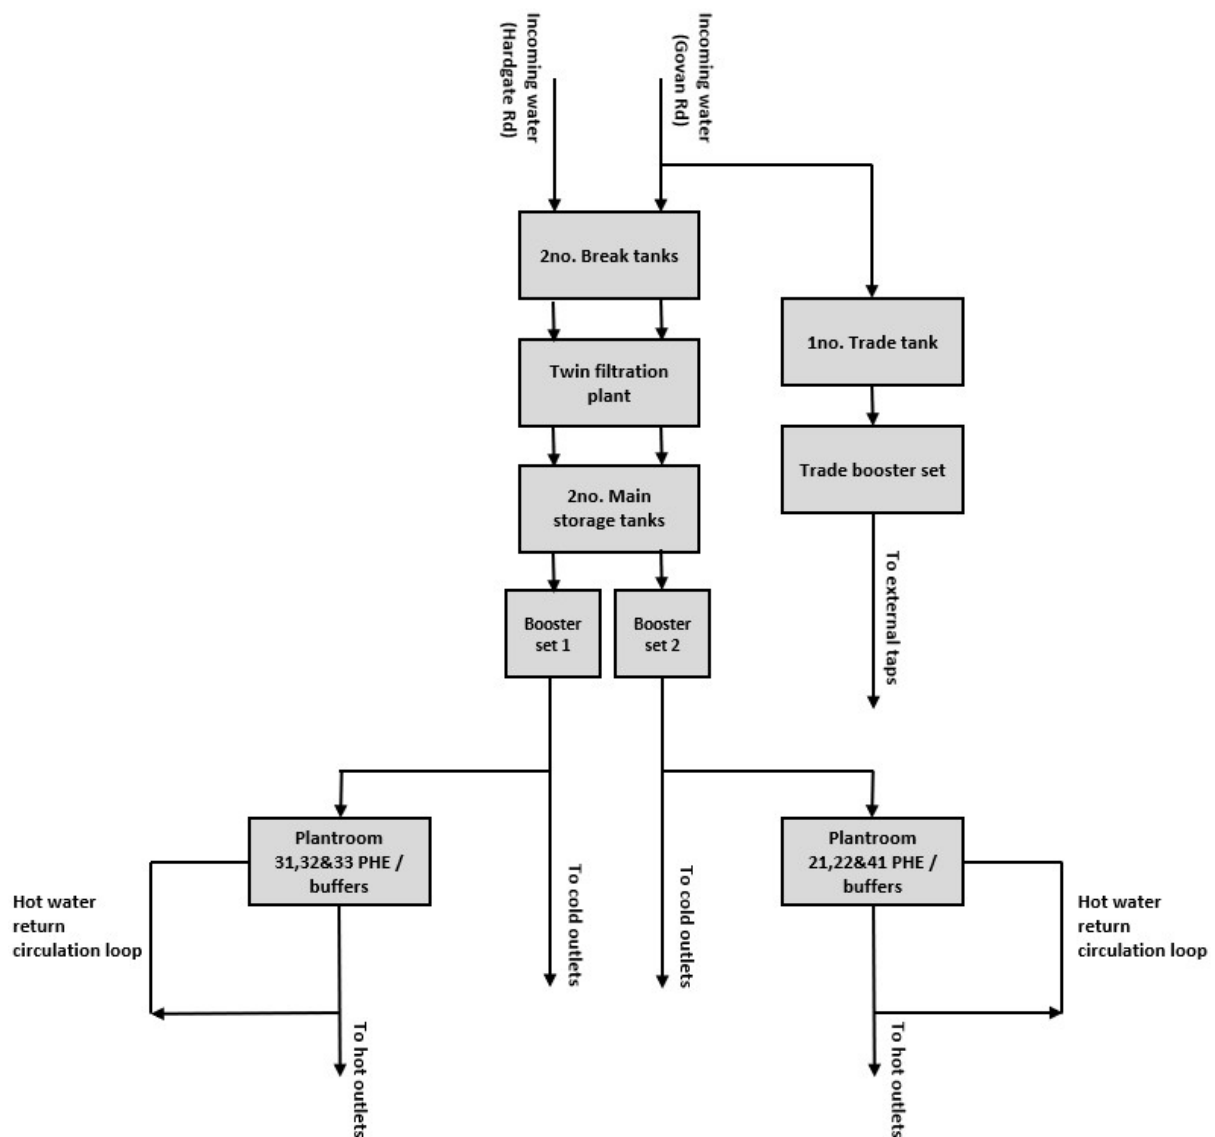 Incoming water
(Hardgate Rd)
Incoming water
(Govan Rd)
2no. Break tanks
1no. Trade tank
Twin filtration
plant
Trade booster set
2no. Main
storage tanks
To external taps
Booster
set 1
Booster
set 2
Plantroom
31,32&33 PHE /
buffers
Plantroom
21,22&41 PHE /
buffers
Hot water
return
circulation loop
To cold outlets
To cold outlets
Hot water
return
circulation loop
To hot outlets
To hot outlets